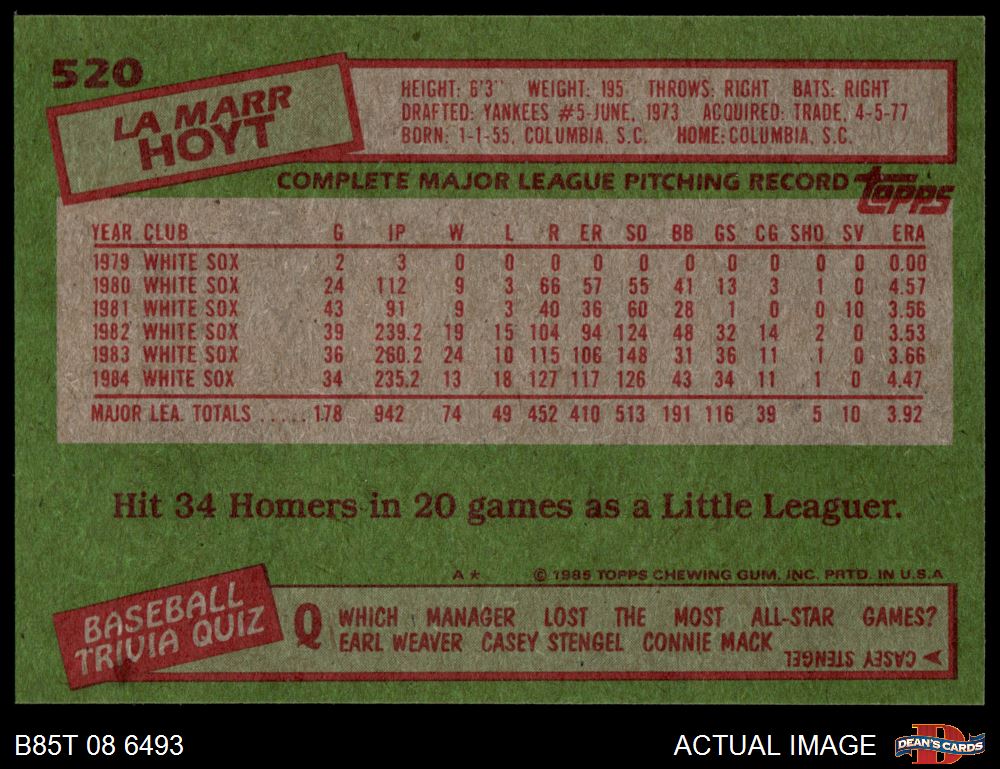 520
LA MARR
HOYT
HEIGHT: 6'3" WEIGHT: 195 THROWS: RIGHT BATS: RIGHT
DRAFTED: YANKEES #5-JUNE, 1973 ACQUIRED: TRADE, 4-5-77
BORN: 1-1-55, COLUMBIA, S.C. HOME: COLUMBIA, S.C.
COMPLETE MAJOR LEAGUE PITCHING RECORD topps
YEAR CLUB G IP W L R ER SO BB GS CG SHO SV ERA
1979 WHITE SOX 2 3 0 0 0 0 0 0 0 0 0 0 0.00
1980 WHITE SOX 24 112 9 3 66 57 55 41 13 3 1 0 4.57
1981 WHITE SOX 43 91 9 3 40 36 60 28 1 0 0 10 3.56
1982 WHITE SOX 39 239.2 19 15 104 94 124 48 32 14 2 0 3.53
1983 WHITE SOX 36 260.2 24 10 115 106 148 31 36 11 1 0 3.66
1984 WHITE SOX 34 235.2 13 18 127 117 126 43 34 11 1 0 4.47
MAJOR LEA. TOTALS ..... 178 942 74 49 452 410 513 191 116 39 5 10 3.92
Hit 34 Homers in 20 games as a Little Leaguer.
A* © 1985 TOPPS CHEWING GUM, INC. PRTD. IN U.S.A
BASEBALL
TRIVIA QUIZ
Q WHICH MANAGER LOST THE MOST ALL-STAR GAMES?
EARL WEAVER CASEY STENGEL CONNIE MACK
CASEY STENGEL
B85T 08 6493
ACTUAL IMAGE
D
DEAN'S CARDS